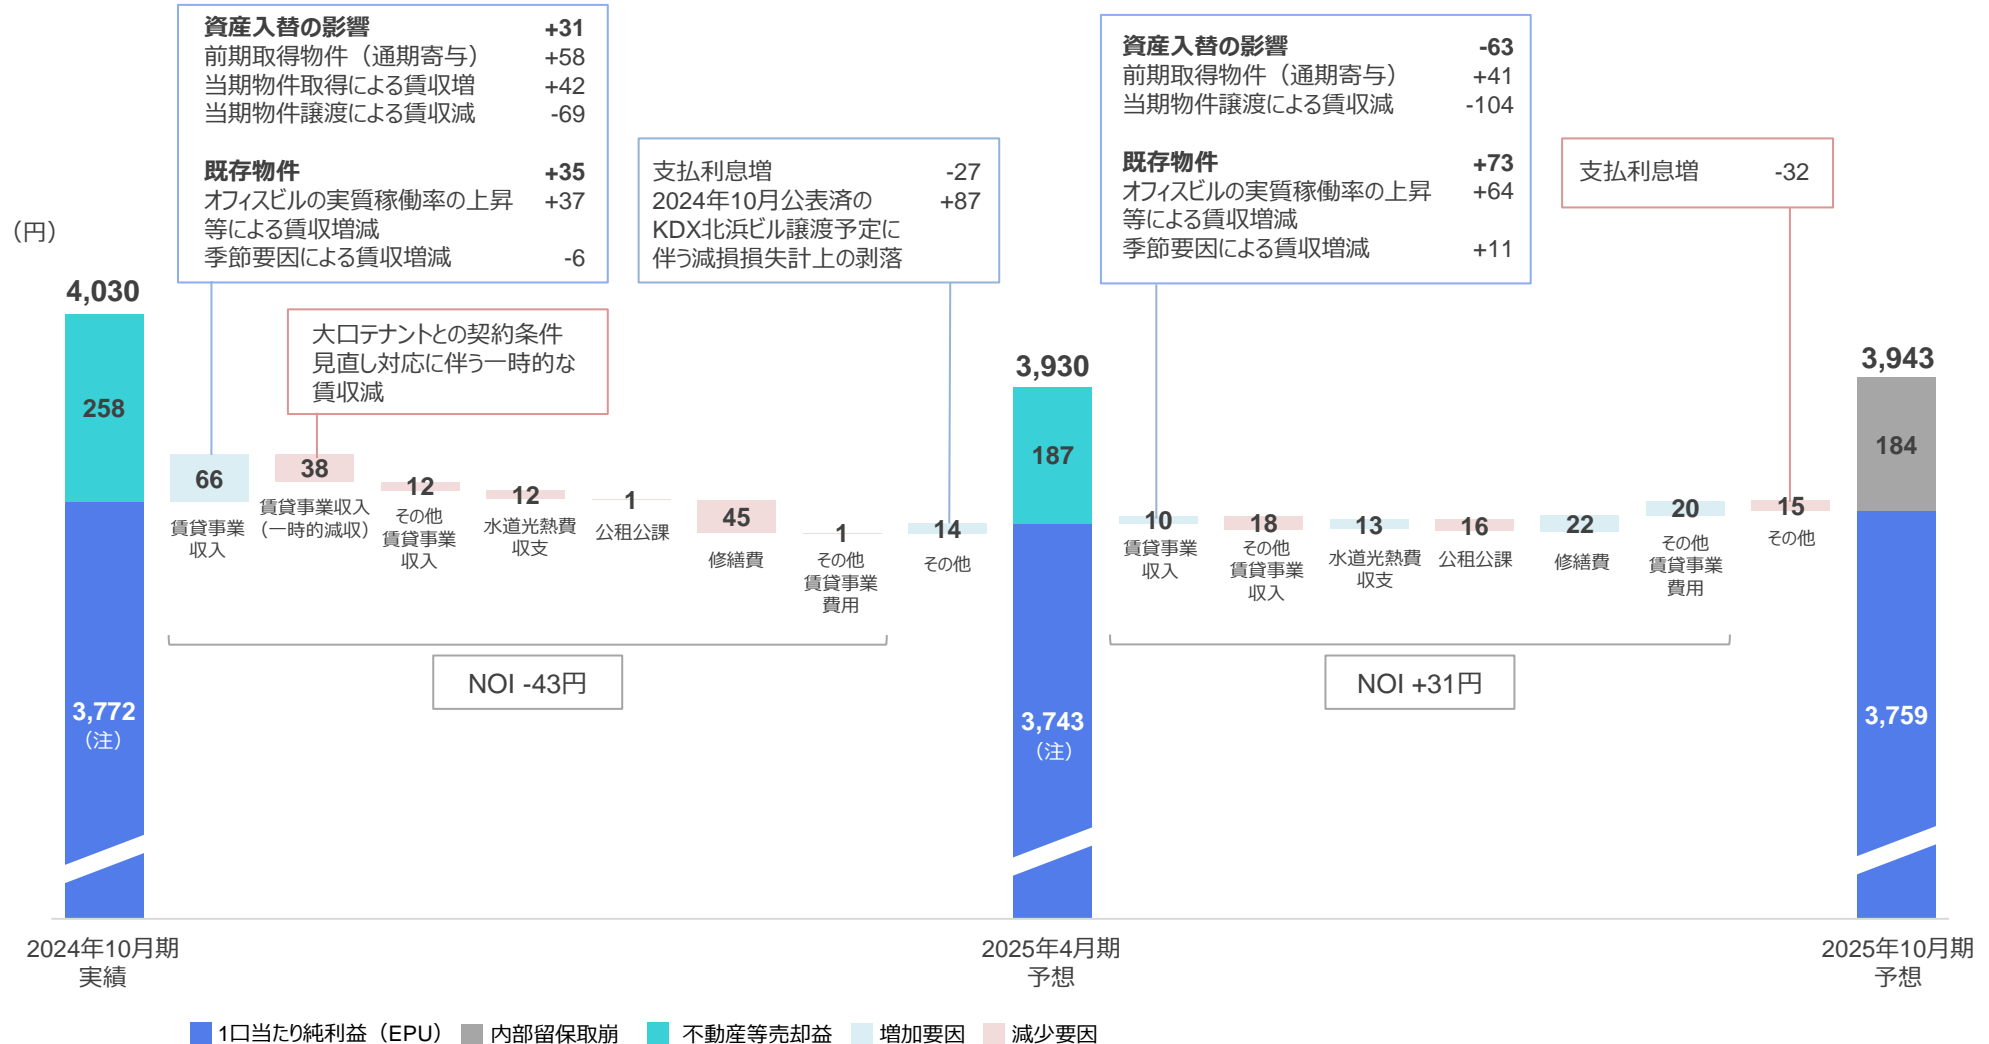 資産入替の影響 +31
前期取得物件（通期寄与） +58
当期物件取得による賃収増 +42
当期物件譲渡による賃収減 -69
既存物件 +35
オフィスビルの実質稼働率の上昇 +37
等による賃収増減
季節要因による賃収増減 -6
支払利息増 -27
2024年10月公表済の +87
KDX北浜ビル譲渡予定に
伴う減損損失計上の剥落
資産入替の影響 -63
前期取得物件（通期寄与） +41
当期物件譲渡による賃収減 -104
既存物件 +73
オフィスビルの実質稼働率の上昇 +64
等による賃収増減
季節要因による賃収増減 +11
支払利息増 -32
（円）
大口テナントとの契約条件
見直し対応に伴う一時的な
賃収減
4,030
258
3,772
（注）
66
賃貸事業
収入
38
賃貸事業収入
（一時的減収）
12
その他
賃貸事業
収入
12
水道光熱費
収支
1
公租公課
45
修繕費
1
その他
賃貸事業
費用
14
その他
NOI -43円
3,930
187
3,743
（注）
10
賃貸事業
収入
18
その他
賃貸事業
収入
13
水道光熱費
収支
16
公租公課
22
修繕費
20
その他
賃貸事業
費用
15
その他
NOI +31円
3,943
184
3,759
2024年10月期
実績
2025年4月期
予想
2025年10月期
予想
1口当たり純利益（EPU） 内部留保取崩 不動産等売却益 増加要因 減少要因